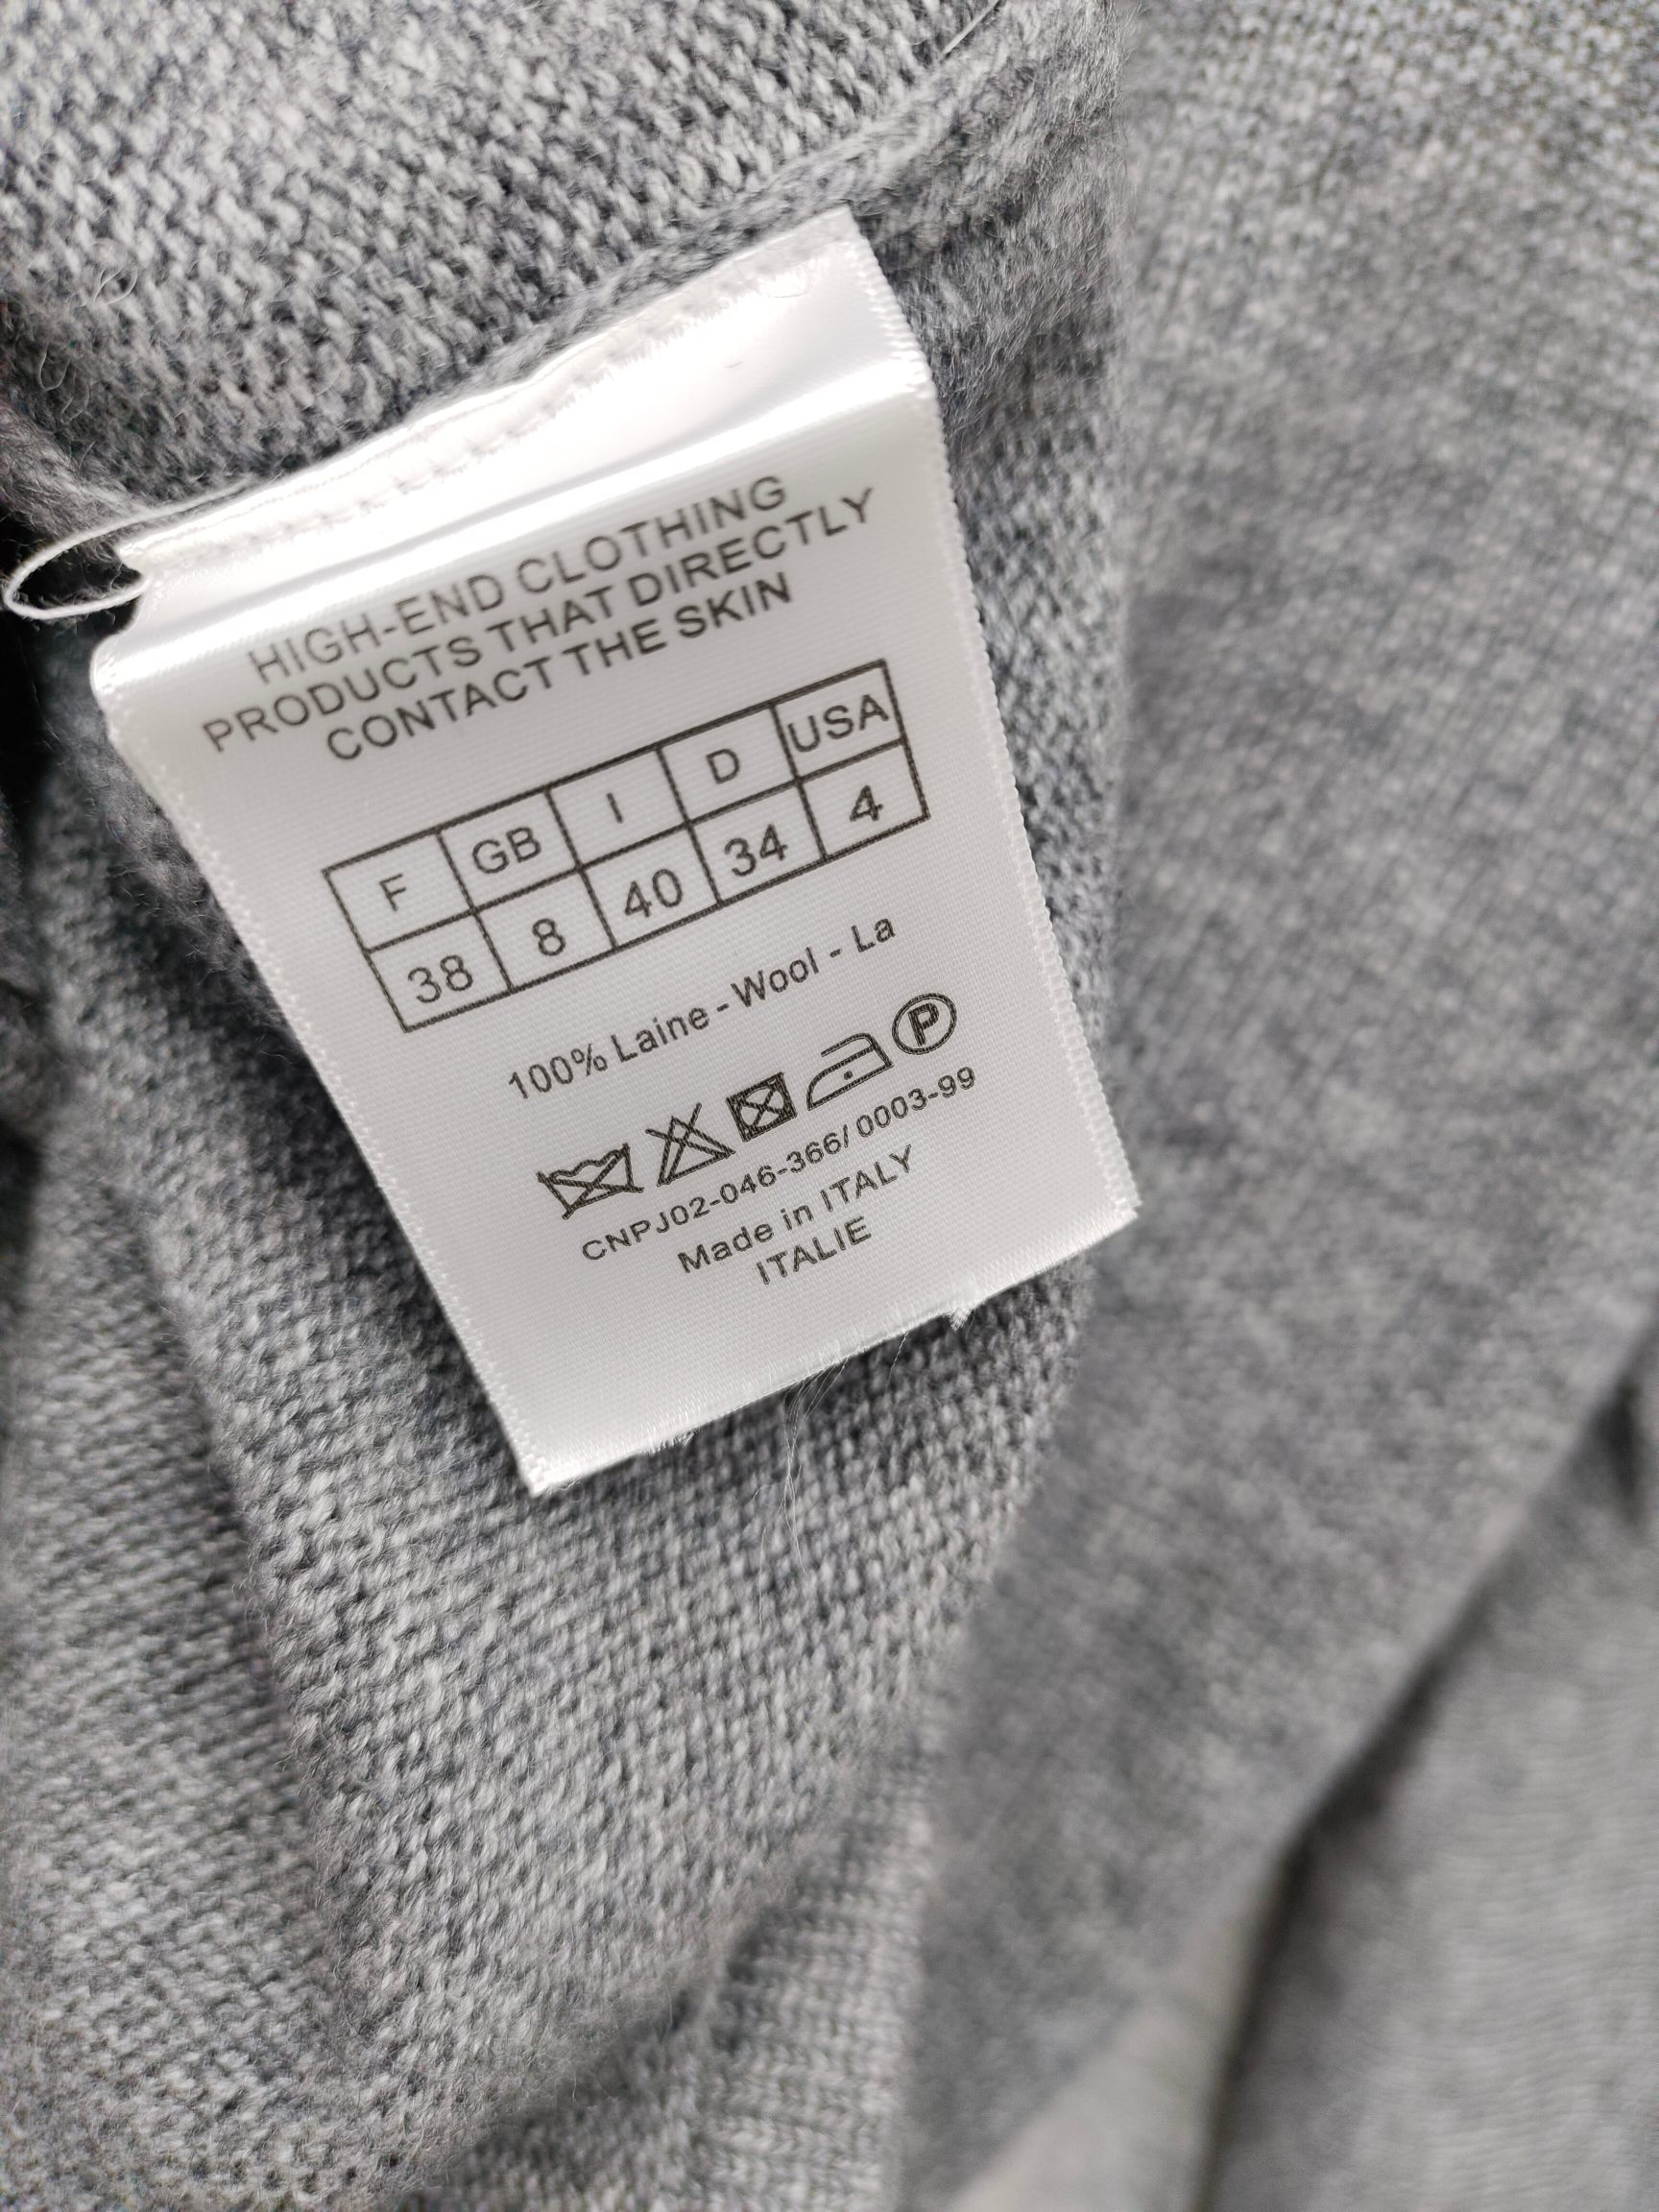 HIGH-END CLOTHING
PRODUCTS THAT DIRECTLY
CONTACT THE SKIN
F GB I D USA
38 8 40 34 4
100% Laine - Wool - La
P
CNPJ02-046-366/0003-99
Made in ITALY
ITALIE